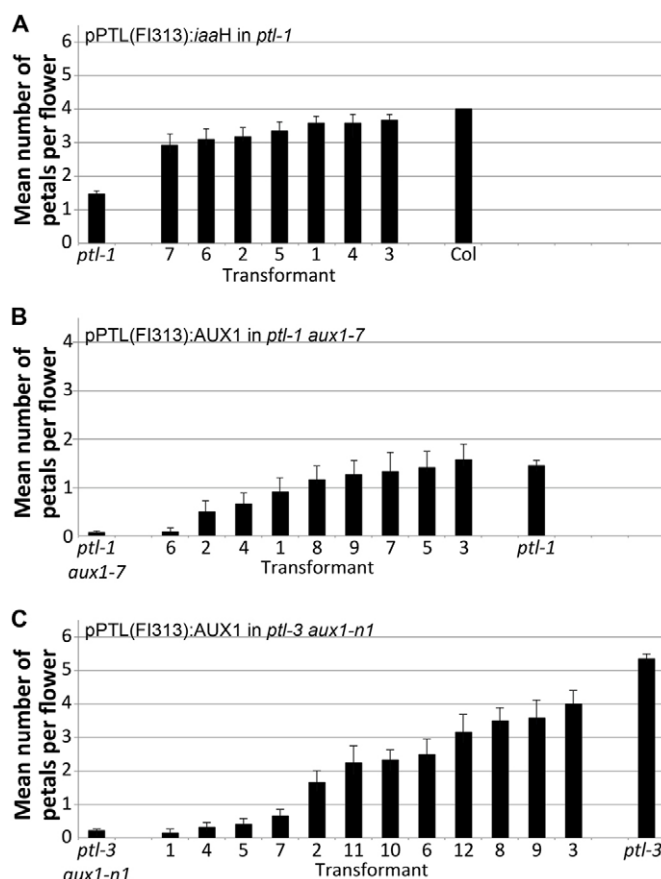 A
pPTL(FI313):iaaH in ptl-1
Mean number of petals per flower
6
5
4
3
2
1
0
ptl-1 7 6 2 5 1 4 3 Col
Transformant
B
pPTL(FI313):AUX1 in ptl-1 aux1-7
Mean number of petals per flower
4
3
2
1
0
ptl-1 6 2 4 1 8 9 7 5 3 ptl-1
aux1-7 Transformant
C
pPTL(FI313):AUX1 in ptl-3 aux1-n1
Mean number of petals per flower
6
5
4
3
2
1
0
ptl-3 1 4 5 7 2 11 10 6 12 8 9 3 ptl-3
aux1-n1 Transformant